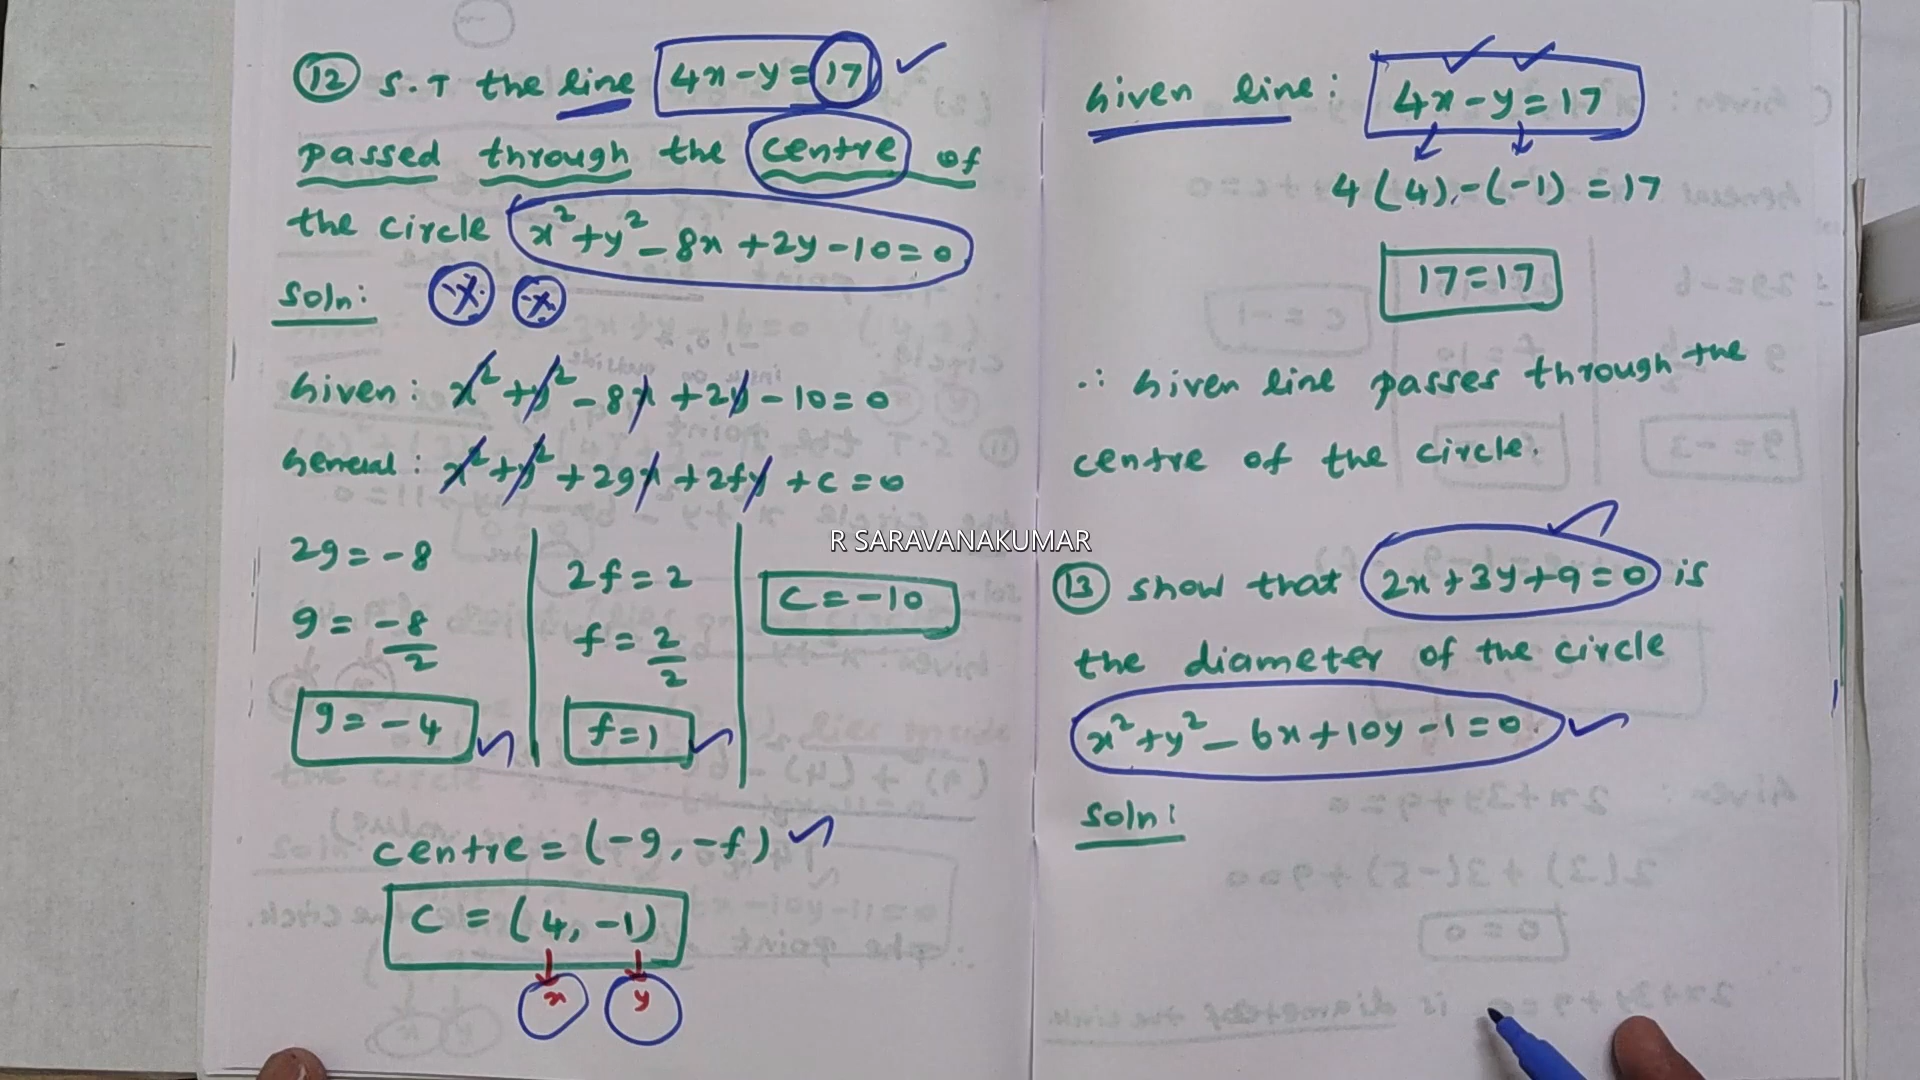 12 S.T the line 4x-y=17
passed through the centre of
the circle x²+y²-8x+2y-10=0
Soln:
Given: x²+y²-8x+2y-10=0
General: x²+y²+2gx+2fy+c=0
2g=-8
g=-8/2
g=-4
2f=2
f=2/2
f=1
c=-10
centre=(-g,-f)
C=(4,-1)
x y
Given line: 4x-y=17
4(4)-(-1)=17
17=17
∴ Given line passes through the
centre of the circle.
R SARAVANAKUMAR
13 show that 2x+3y+9=0 is
the diameter of the circle
x²+y²-6x+10y-1=0
Soln: